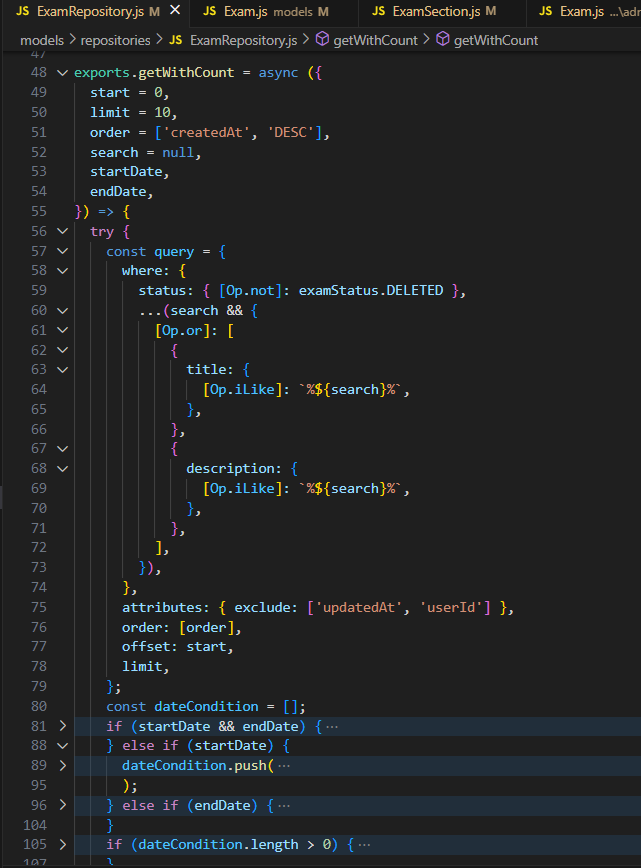 JS ExamRepository.js M × JS Exam.js models M JS ExamSection.js M JS Exam.js ...\adr
models > repositories > JS ExamRepository.js > getWithCount > getWithCount
47
48 exports.getWithCount = async ({
49 start = 0,
50 limit = 10,
51 order = ['createdAt', 'DESC'],
52 search = null,
53 startDate,
54 endDate,
55 }) => {
56 try {
57 const query = {
58 where: {
59 status: { [Op.not]: examStatus.DELETED },
60 ...(search && {
61 [Op.or]: [
62 {
63 title: {
64 [Op.iLike]: `%${search}%`,
65 },
66 },
67 {
68 description: {
69 [Op.iLike]: `%${search}%`,
70 },
71 },
72 ],
73 }),
74 },
75 attributes: { exclude: ['updatedAt', 'userId'] },
76 order: [order],
77 offset: start,
78 limit,
79 };
80 const dateCondition = [];
81 if (startDate && endDate) { ···
88 } else if (startDate) {
89 dateCondition.push( ···
95 );
96 } else if (endDate) { ···
104 }
105 if (dateCondition.length > 0) { ···
107 }